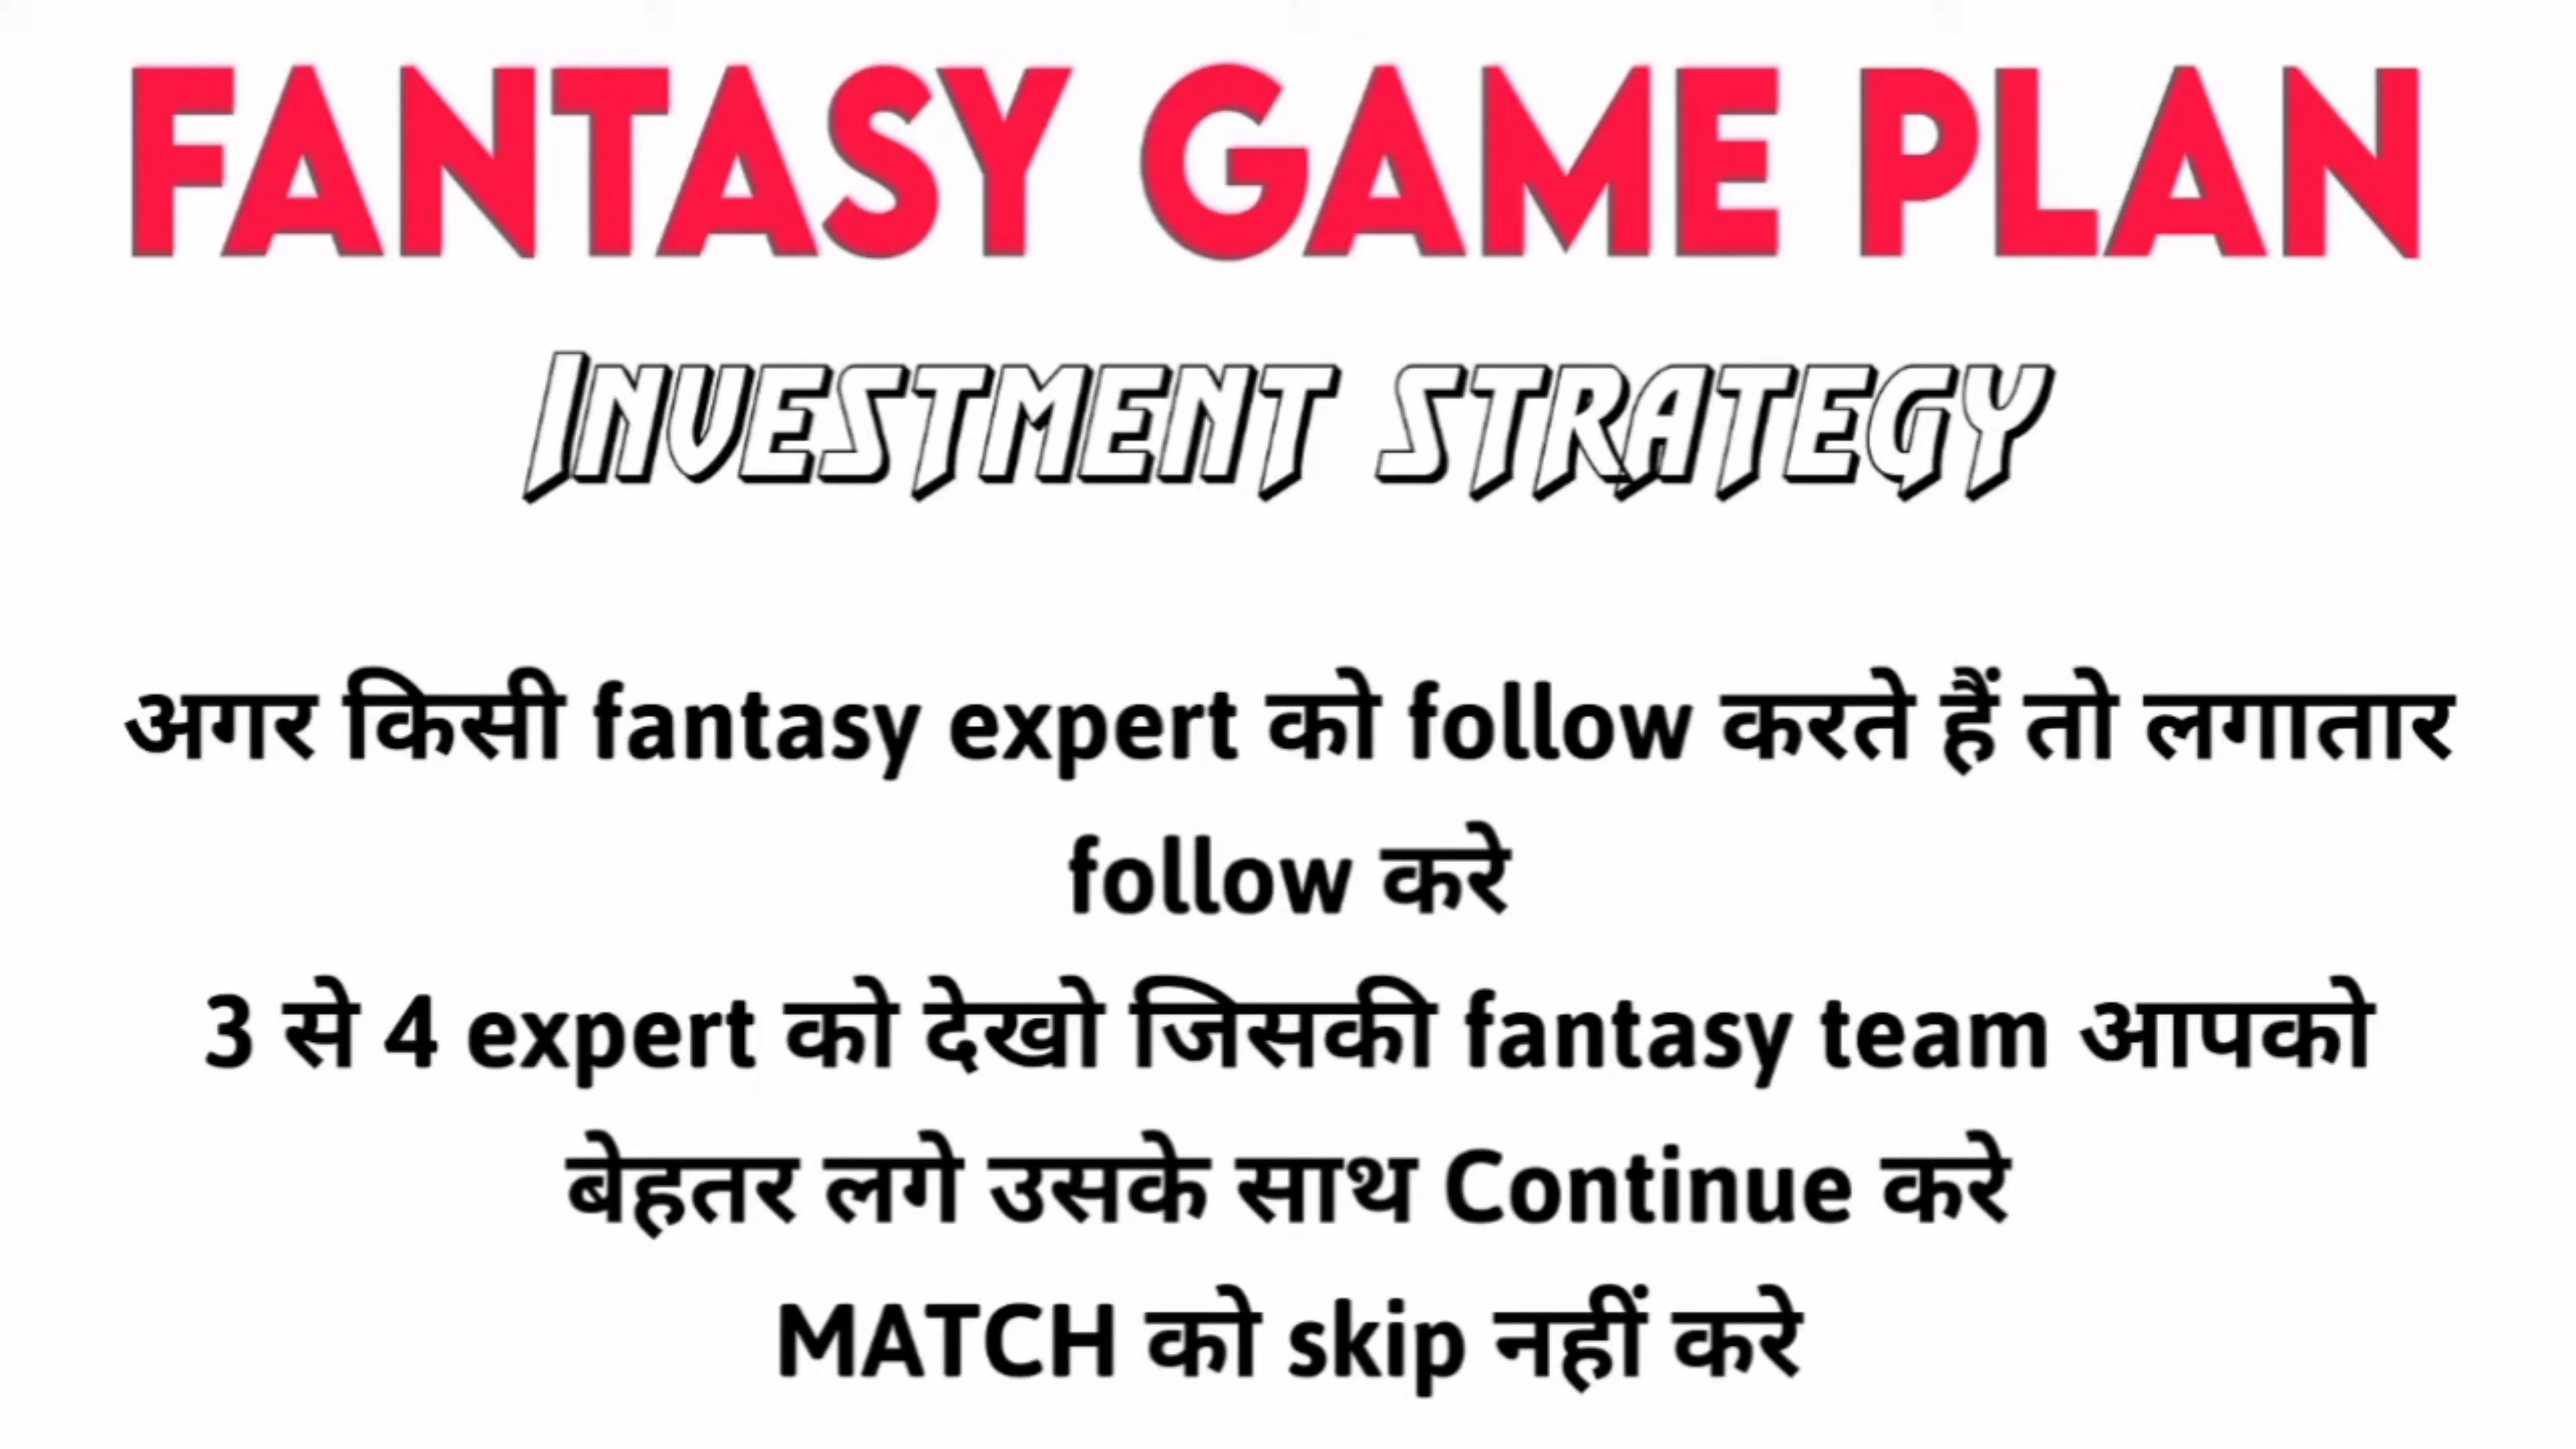 FANTASY GAME PLAN
INVESTMENT STRATEGY
अगर किसी fantasy expert को follow करते हैं तो लगातार
follow करे
3 से 4 expert को देखो जिसकी fantasy team आपको
बेहतर लगे उसके साथ Continue करे
MATCH को skip नहीं करे